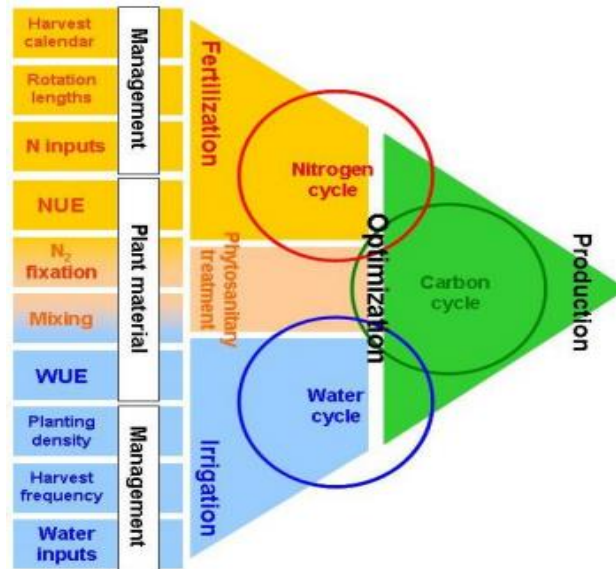 Harvest
calendar
Rotation
lengths
N inputs
NUE
N₂
fixation
Mixing
WUE
Planting
density
Harvest
frequency
Water
inputs
Management
Plant material
Management
Fertilization
Phytosanitary
treatment
Irrigation
Nitrogen
cycle
Optimization
Carbon
cycle
Water
cycle
Production